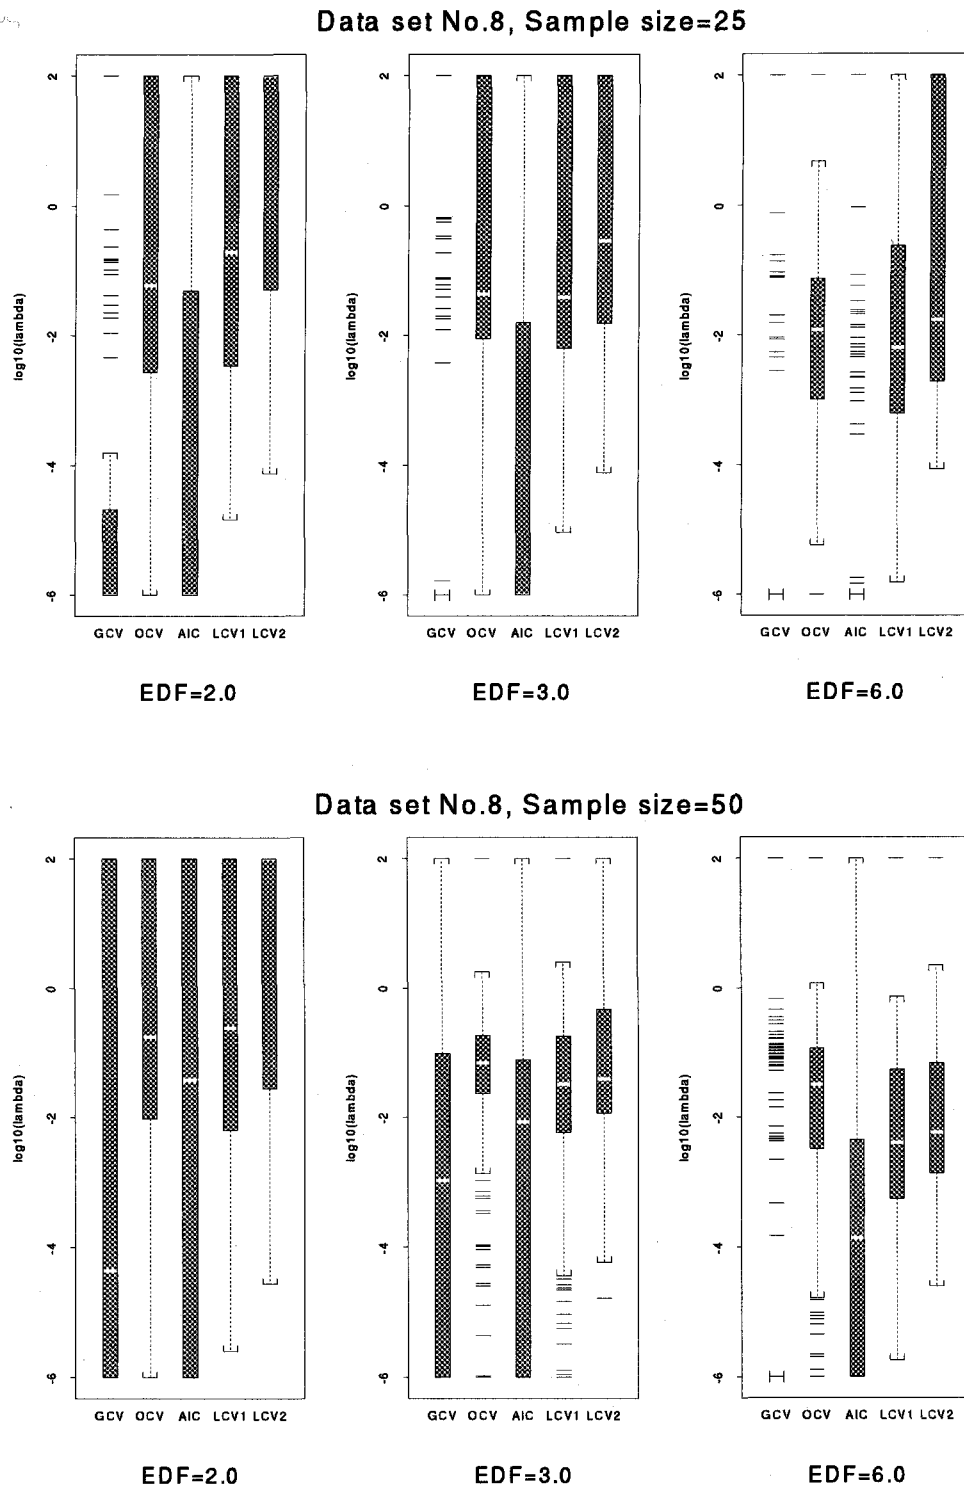 Data set No.8, Sample size=25
log10(lambda)
2
0
-2
-4
-6
GCV OCV AIC LCV1 LCV2
EDF=2.0
log10(lambda)
2
0
-2
-4
-6
GCV OCV AIC LCV1 LCV2
EDF=3.0
log10(lambda)
2
0
-2
-4
-6
GCV OCV AIC LCV1 LCV2
EDF=6.0
Data set No.8, Sample size=50
log10(lambda)
2
0
-2
-4
-6
GCV OCV AIC LCV1 LCV2
EDF=2.0
log10(lambda)
2
0
-2
-4
-6
GCV OCV AIC LCV1 LCV2
EDF=3.0
log10(lambda)
2
0
-2
-4
-6
GCV OCV AIC LCV1 LCV2
EDF=6.0